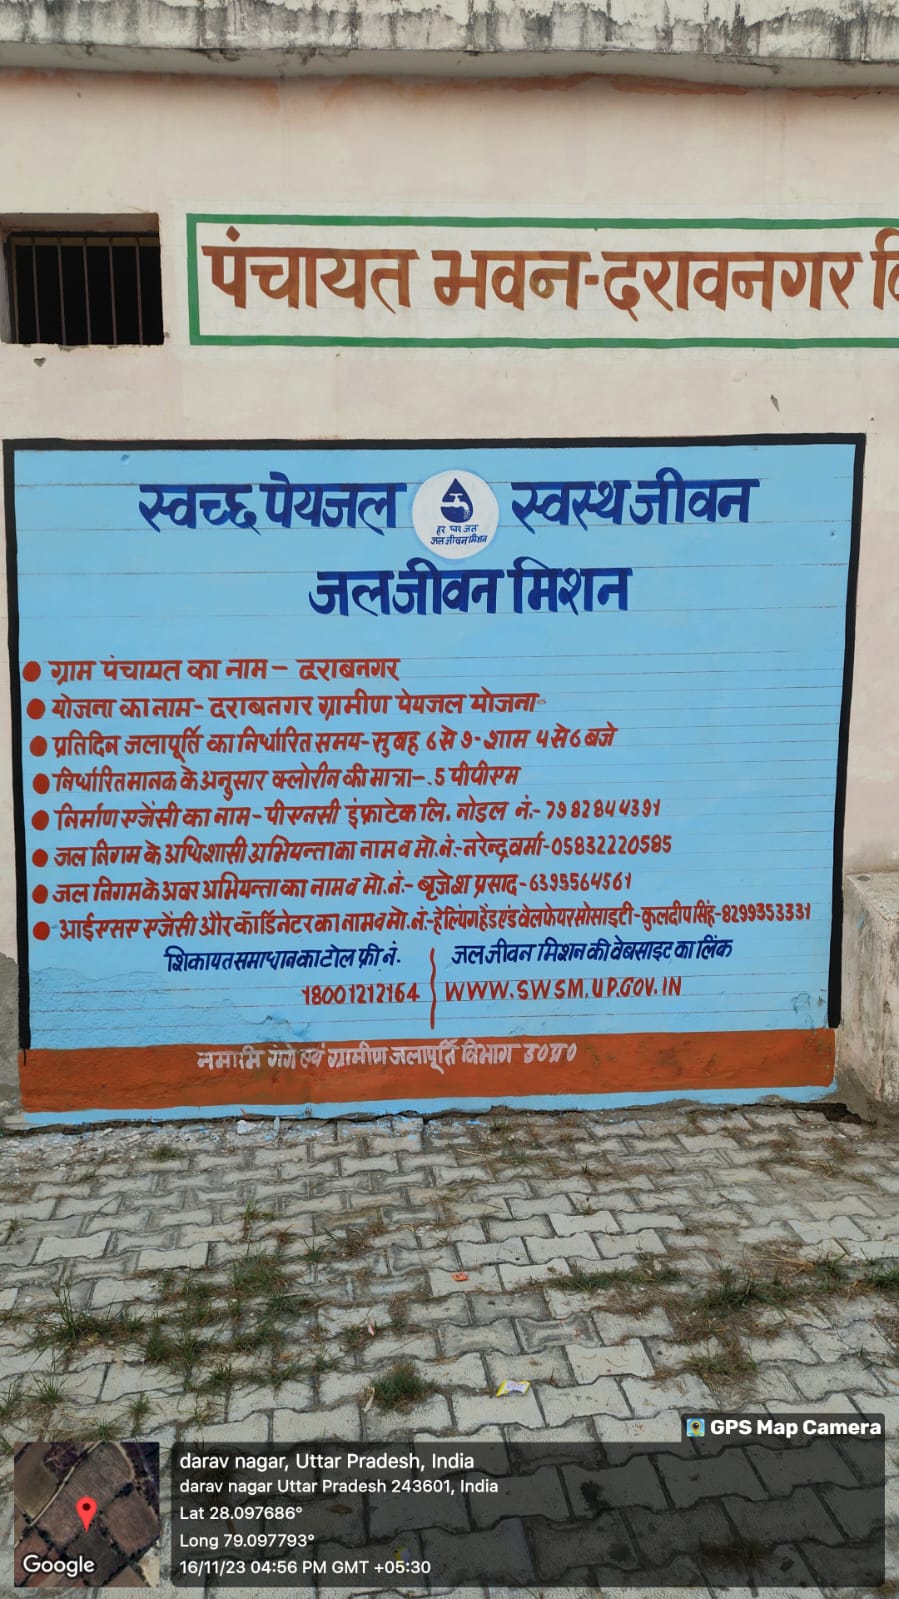 पंचायत भवन-दरावनगर
स्वच्छ पेयजल स्वस्थ जीवन
हर घर जल
जल जीवन मिशन
जल जीवन मिशन
● ग्राम पंचायत का नाम – दराबनगर
● योजना का नाम- दराबनगर ग्रामीण पेयजल योजना
● प्रतिदिन जलापूर्ति का निर्धारित समय- सुबह 6 से 9- शाम 4 से 6 बजे
● निर्धारित मानक के अनुसार क्लोरीन की मात्रा-.5 पीपीएम
● निर्माण एजेंसी का नाम - पीएनसी इंफ्राटेक लि. नोडल नं:- 7982844391
● जल निगम के अधिशासी अभियन्ता का नाम व मो.नं:- नरेन्द्र वर्मा-05832220585
● जल निगम के अवर अभियन्ता का नाम व मो.नं:- बृजेश प्रसाद-6395564561
● आईएसए एजेंसी और कॉर्डिनेटर का नाम व मो.नं:-हेल्पिंग हैंड एंड वेलफेयर सोसाइटी-कुलदीप सिंह-8299353331
शिकायत समाधान का टोल फ्री नं.
18001212164
जल जीवन मिशन की वेबसाइट का लिंक
WWW.SWSM.UP.GOV.IN
नमामि गंगे एवं ग्रामीण जलापूर्ति विभाग उ०प्र०
GPS Map Camera
darav nagar, Uttar Pradesh, India
darav nagar Uttar Pradesh 243601, India
Lat 28.097686°
Long 79.097793°
16/11/23 04:56 PM GMT +05:30
Google